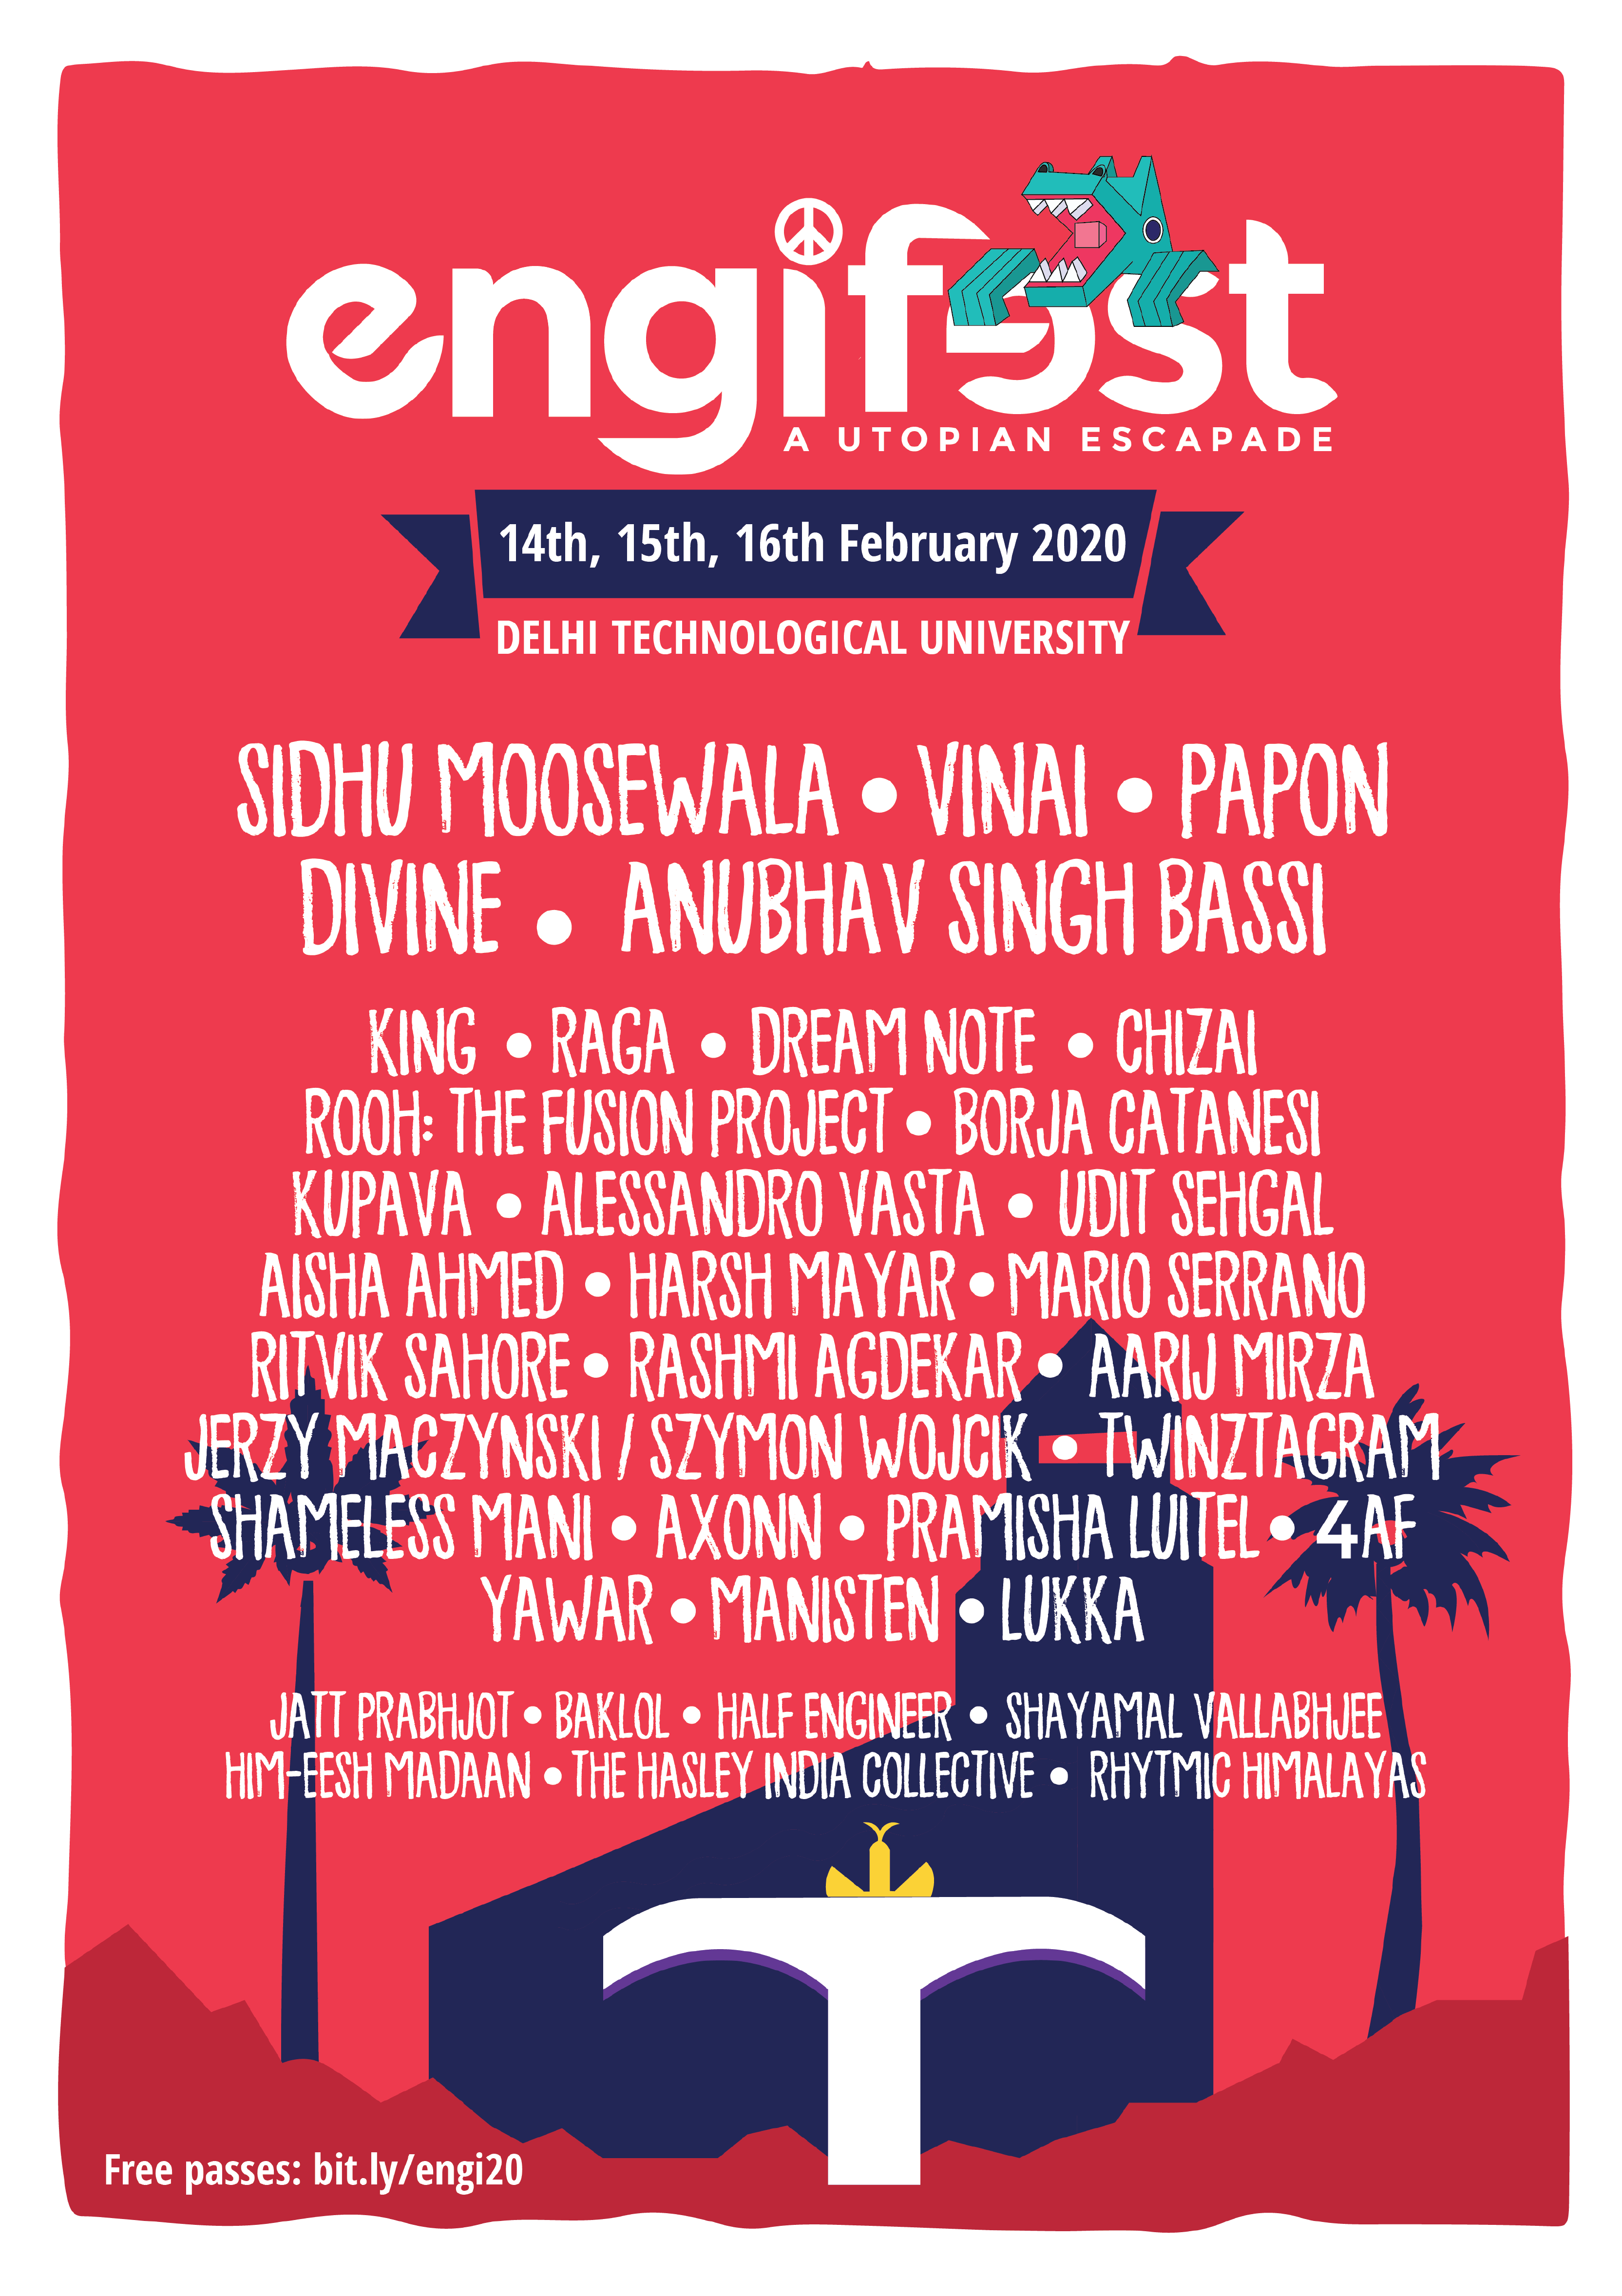 engifest
A UTOPIAN ESCAPADE
14th, 15th, 16th February 2020
DELHI TECHNOLOGICAL UNIVERSITY
SIDHU MOOSEWALA • VINAI • PAPON
DIVINE • ANUBHAV SINGH BASSI
KING • RAGA • DREAM NOTE • CHIZAI
ROOH: THE FUSION PROJECT • BORJA CATANESI
KUPAVA • ALESSANDRO VASTA • UDIT SEHGAL
AISHA AHMED • HARSH MAYAR • MARIO SERRANO
RITVIK SAHORE • RASHMI AGDEKAR • AARIJ MIRZA
JERZY MACZYNSKI / SZYMON WOJCIK • TWINZTAGRAM
SHAMELESS MANI • AXONN • PRAMISHA LUITEL • 4AF
YAWAR • MANISTEN • LUKKA
JATT PRABHJOT • BAKLOL • HALF ENGINEER • SHAYAMAL VALLABHJEE
HIM-EESH MADAAN • THE HASLEY INDIA COLLECTIVE • RHYTMIC HIMALAYAS
Free passes: bit.ly/engi20